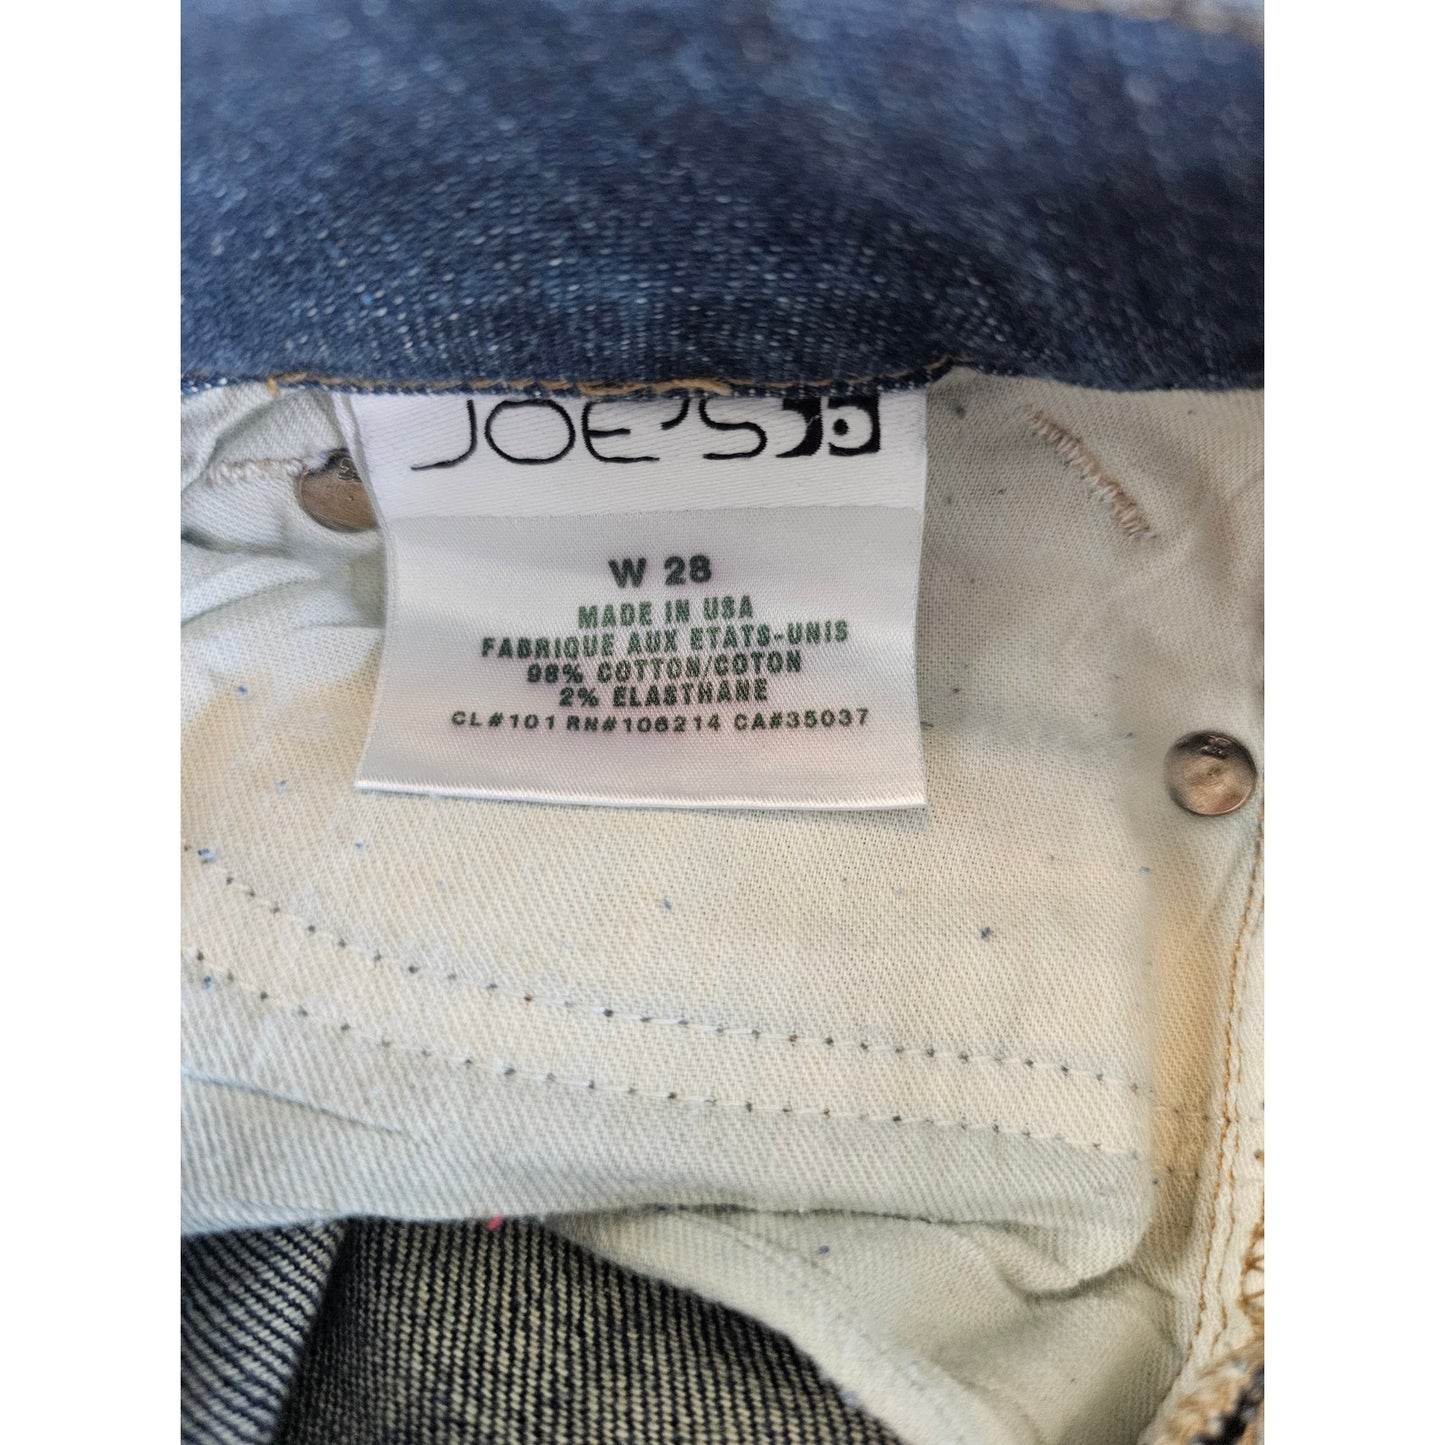 JOE'S
W 28
MADE IN USA
FABRIQUE AUX ETATS-UNIS
98% COTTON/COTON
2% ELASTHANE
CL#101 RN#106214 CA#35037